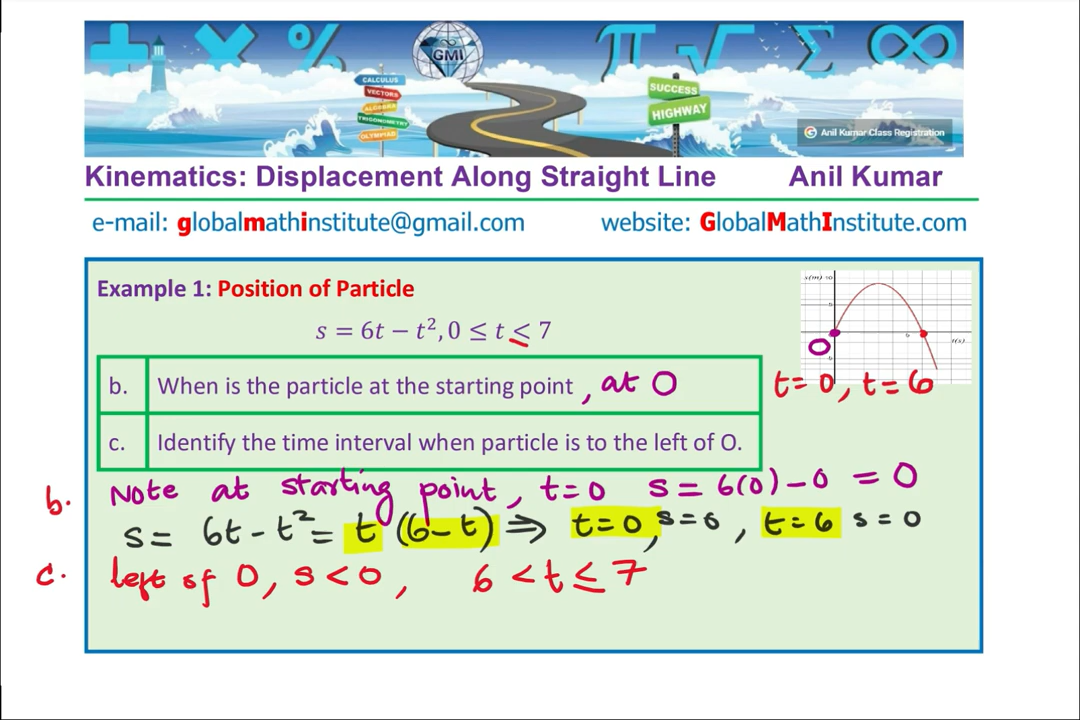 GMI
CALCULUS
VECTORS
ALGEBRA
TRIGONOMETRY
OLYMPIAD
SUCCESS
HIGHWAY
Anil Kumar Class Registration
Kinematics: Displacement Along Straight Line Anil Kumar
e-mail: globalmathinstitute@gmail.com website: GlobalMathInstitute.com
Example 1: Position of Particle
s = 6t − t², 0 ≤ t ≤ 7
s(m)
t(s)
6
O
b. When is the particle at the starting point, at O
t=0, t=6
c. Identify the time interval when particle is to the left of O.
b. Note at starting point, t=0 s=6(0)-0 = 0
s= 6t-t²= t(6-t) ⇒ t=0, s=0, t=6 s=0
c. left of O, s<0, 6<t≤7